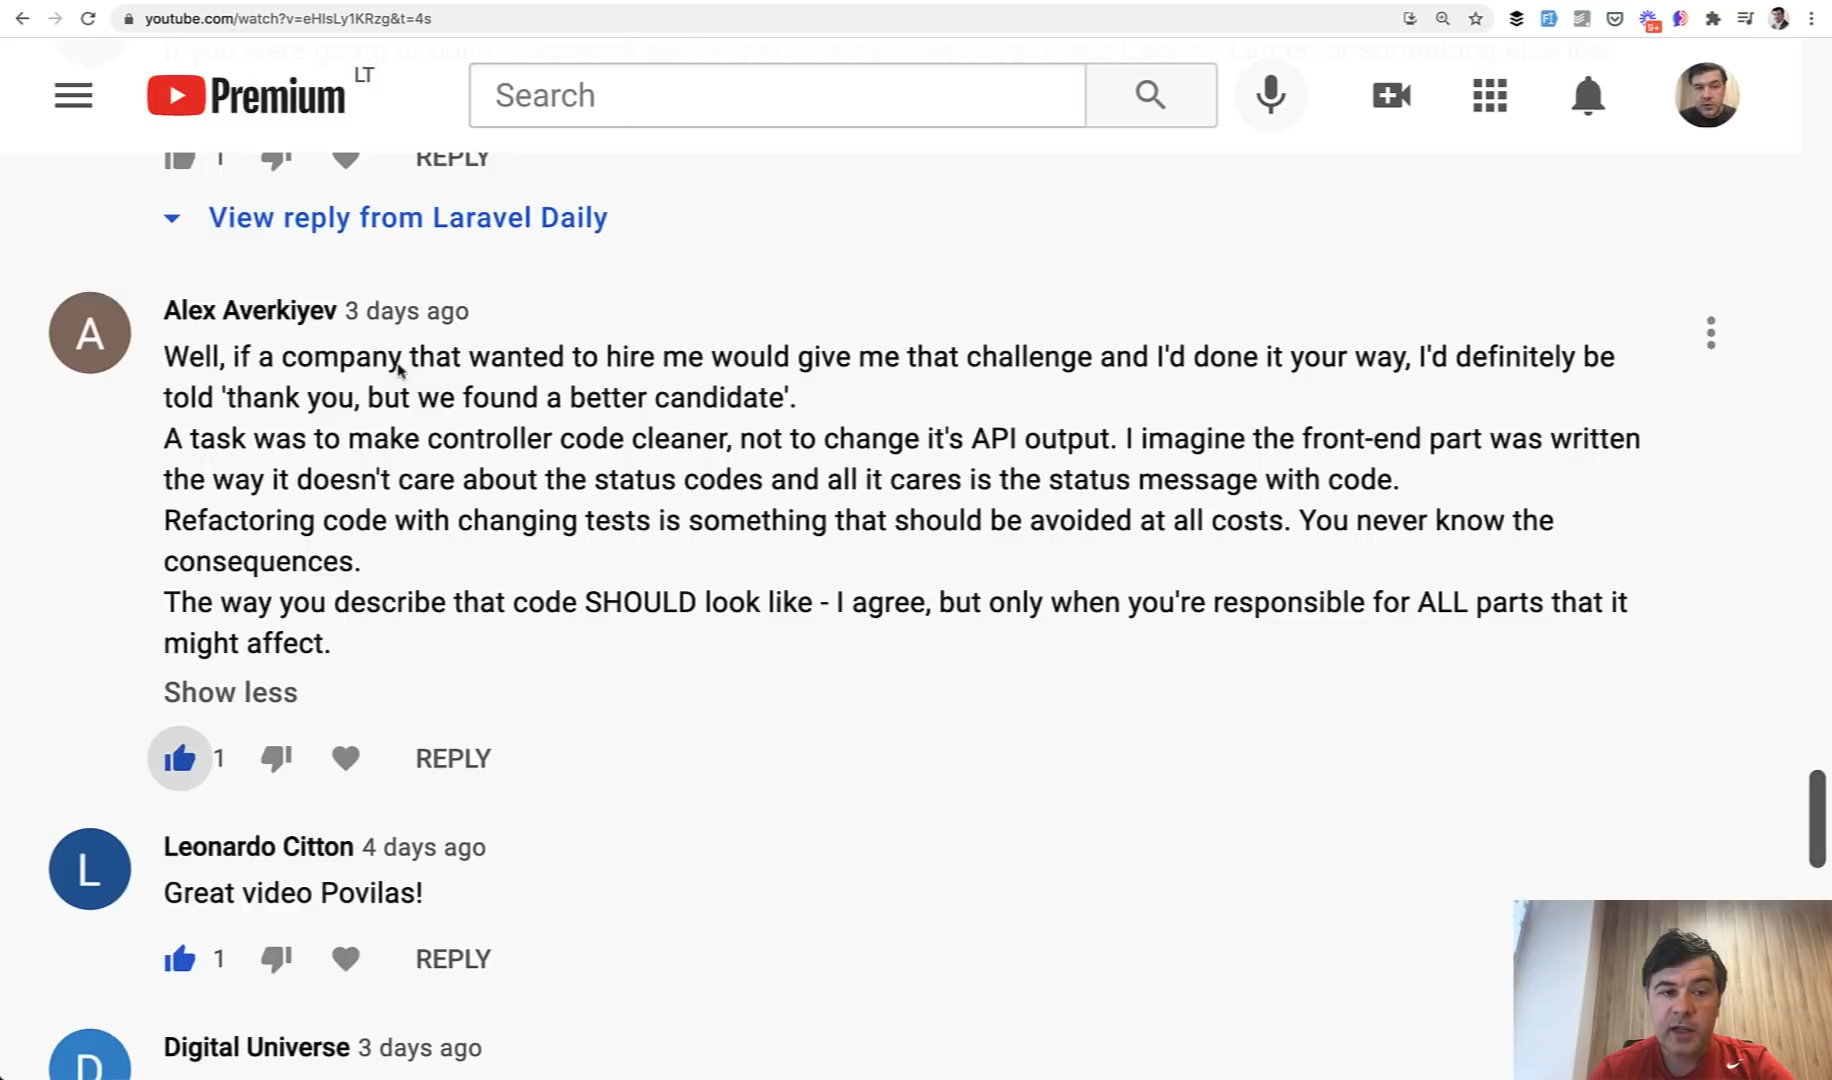 youtube.com/watch?v=eHIsLy1KRzg&t=4s
9+
Premium LT
Search
1 REPLY
View reply from Laravel Daily
A
Alex Averkiyev 3 days ago
Well, if a company that wanted to hire me would give me that challenge and I'd done it your way, I'd definitely be
told 'thank you, but we found a better candidate'.
A task was to make controller code cleaner, not to change it's API output. I imagine the front-end part was written
the way it doesn't care about the status codes and all it cares is the status message with code.
Refactoring code with changing tests is something that should be avoided at all costs. You never know the
consequences.
The way you describe that code SHOULD look like - I agree, but only when you're responsible for ALL parts that it
might affect.
Show less
1 REPLY
L
Leonardo Citton 4 days ago
Great video Povilas!
1 REPLY
D
Digital Universe 3 days ago